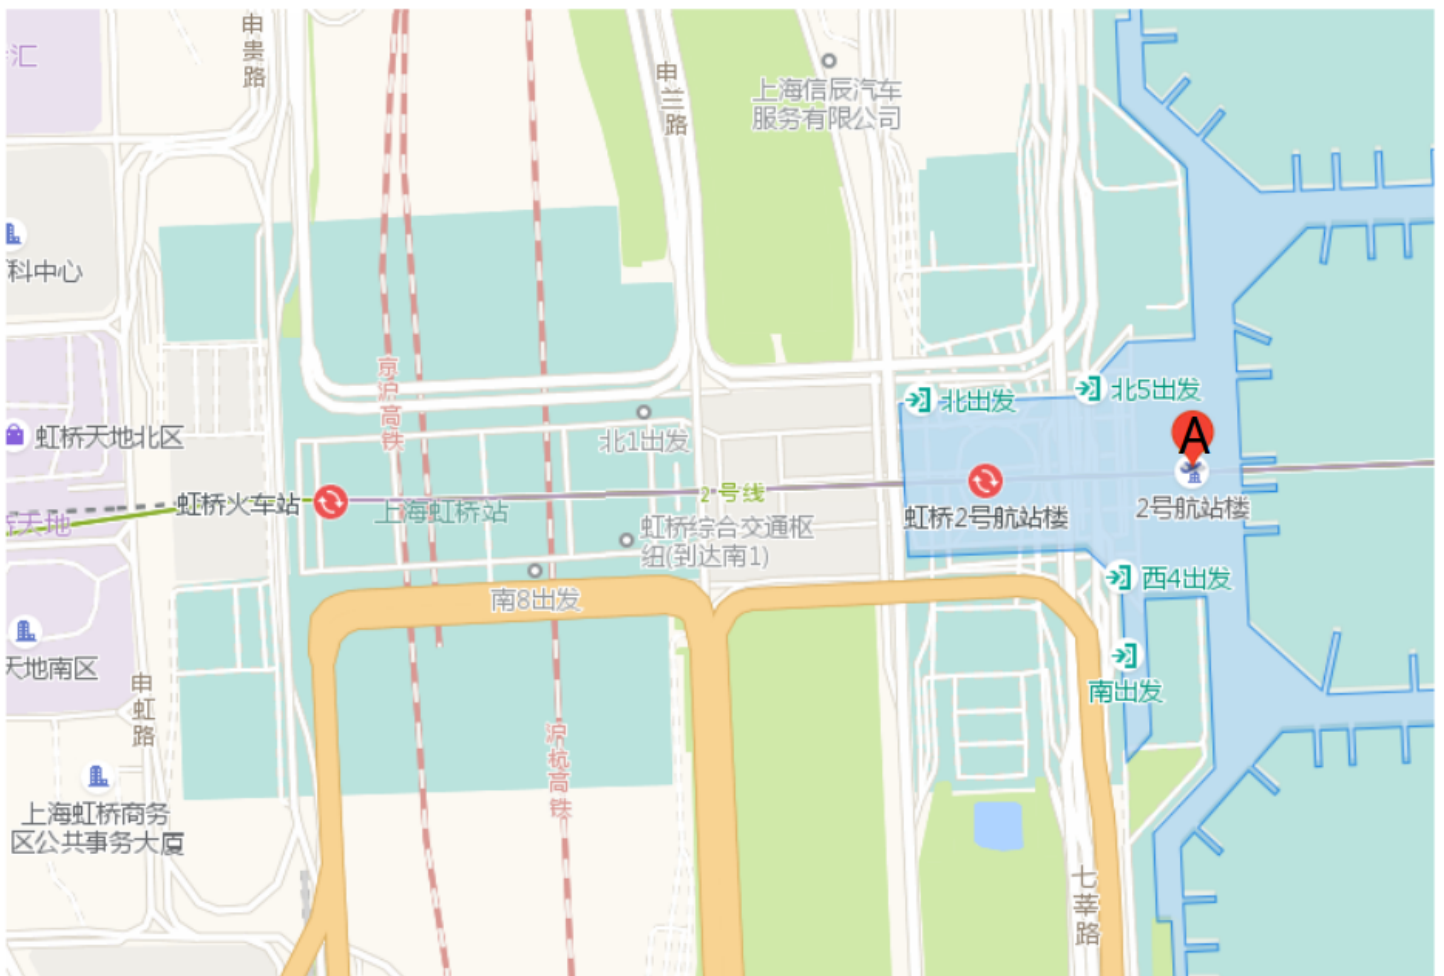 申
贵
路
汇
申
兰
路
上海信辰汽车
服务有限公司
科中心
京
沪
高
铁
北出发
北5出发
A
虹桥天地北区
北1出发
虹桥火车站
上海虹桥站
2号线
虹桥2号航站楼
2号航站楼
天地
虹桥综合交通枢
纽(到达南1)
南8出发
西4出发
天地南区
南出发
申
虹
路
沪
杭
高
铁
上海虹桥商务
区公共事务大厦
七
莘
路